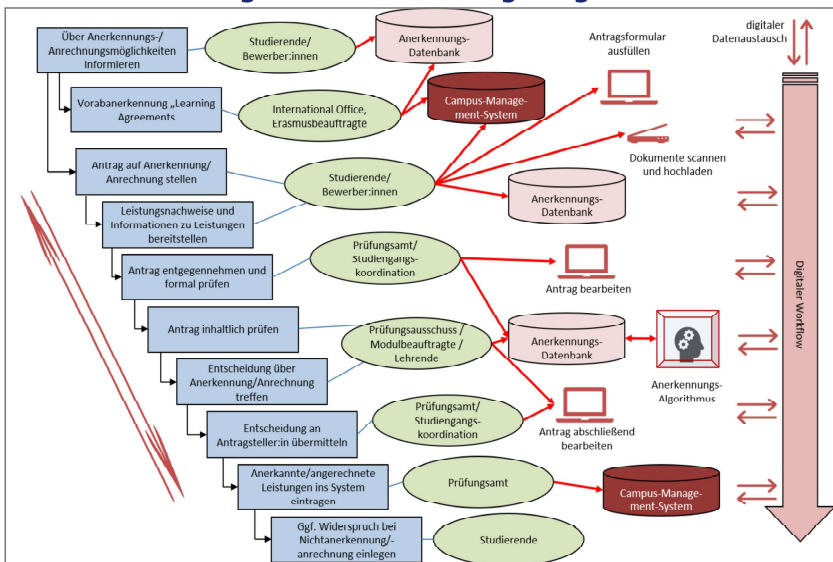 Über Anerkennungs-/
Anrechnungsmöglichkeiten
Informieren
Studierende/
Bewerber:innen
Anerkennungs-
Datenbank
Antragsformular
ausfüllen
digitaler
Datenaustausch
Vorabanerkennung „Learning
Agreements
International Office,
Erasmusbeauftragte
Campus-Manage-
ment-System
Dokumente scannen
und hochladen
Antrag auf Anerkennung/
Anrechnung stellen
Studierende/
Bewerber:innen
Anerkennungs-
Datenbank
Leistungsnachweise und
Informationen zu Leistungen
bereitstellen
Antrag entgegennehmen und
formal prüfen
Prüfungsamt/
Studiengangs-
koordination
Antrag bearbeiten
Digitaler Workflow
Antrag inhaltlich prüfen
Prüfungsausschuss /
Modulbeauftragte /
Lehrende
Anerkennungs-
Datenbank
Anerkennungs-
Algorithmus
Entscheidung über
Anerkennung/Anrechnung
treffen
Entscheidung an
Antragsteller:in übermitteln
Prüfungsamt/
Studiengangs-
koordination
Antrag abschließend
bearbeiten
Anerkannte/angerechnete
Leistungen ins System
eintragen
Prüfungsamt
Campus-Manage-
ment-System
Ggf. Widerspruch bei
Nichtanerkennung/-
anrechnung einlegen
Studierende